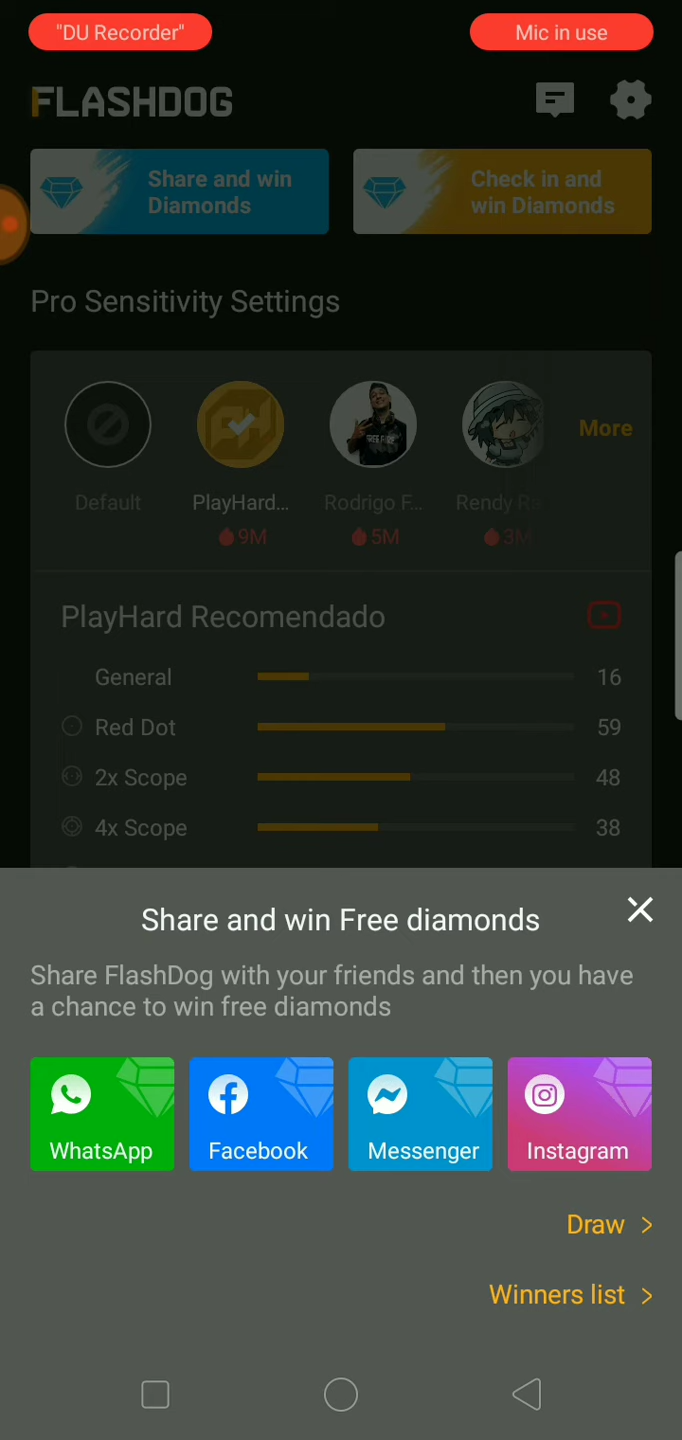 "DU Recorder"
Mic in use
FLASHDOG
Share and win
Diamonds
Check in and
win Diamonds
Pro Sensitivity Settings
More
Default
PlayHard...
Rodrigo F...
Rendy R
9M
5M
3M
PlayHard Recomendado
General 16
Red Dot 59
2x Scope 48
4x Scope 38
Share and win Free diamonds
Share FlashDog with your friends and then you have
a chance to win free diamonds
WhatsApp
Facebook
Messenger
Instagram
Draw >
Winners list >